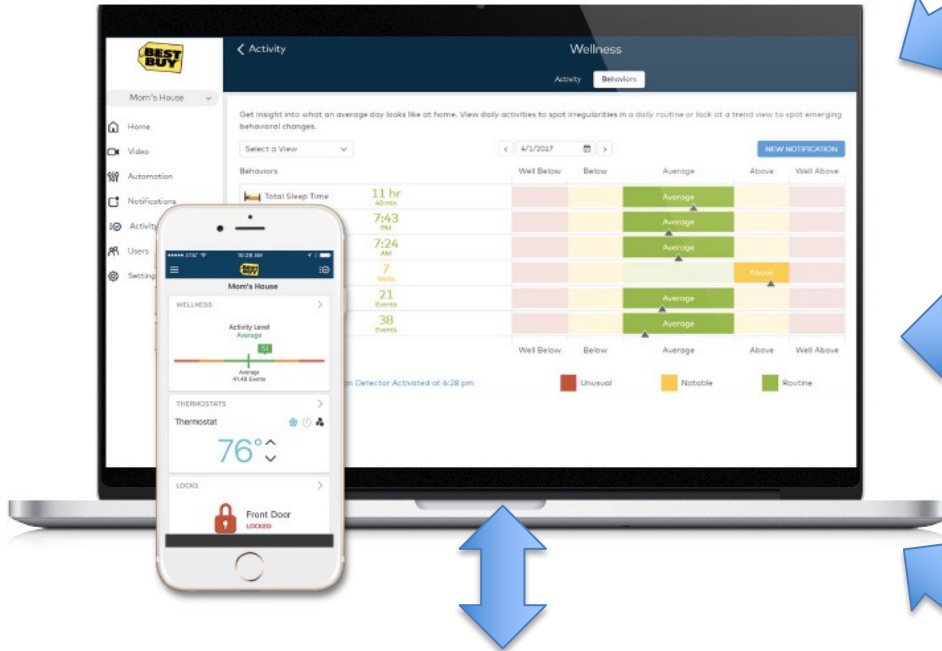 BEST
BUY
Mom's House
Home
Video
Automation
Notifications
Activity
Users
Setting
Activity
Wellness
Activity Behaviors
Get insight into what an average day looks like at home. View daily activities to spot irregularities in a daily routine or look at a trend view to spot emerging
behavioral changes.
Select a View
4/1/2017
NEW NOTIFICATION
Behaviors Well Below Below Average Above Well Above
Total Sleep Time 11 hr Average
40 min
7:43 Average
PM
7:24 Average
AM
7 Above
Visits
21 Average
Events
38 Average
Events
Well Below Below Average Above Well Above
on Detector Activated at 6:28 pm
Unusual Notable Routine
AT&T 10:28 AM
BEST
BUY
Mom's House
WELLNESS
Activity Level
Average
51
Average
41.48 Events
THERMOSTATS
Thermostat
76°
LOCKS
Front Door
LOCKED